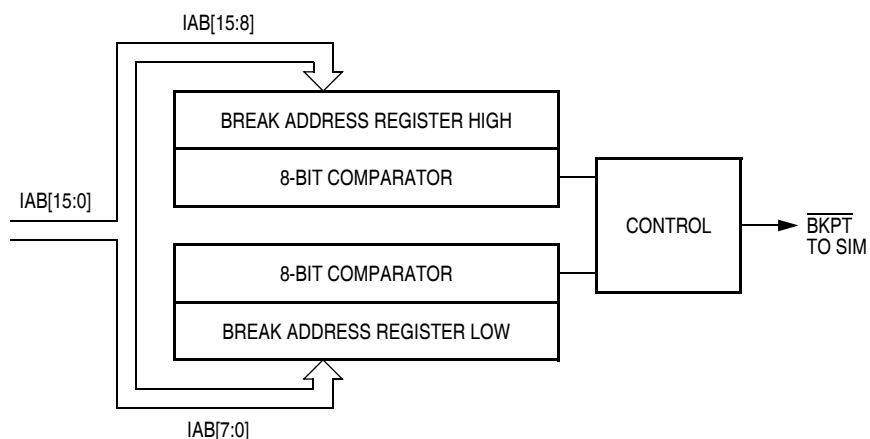 IAB[15:8]
BREAK ADDRESS REGISTER HIGH
8-BIT COMPARATOR
IAB[15:0]
CONTROL
BKPT
TO SIM
8-BIT COMPARATOR
BREAK ADDRESS REGISTER LOW
IAB[7:0]